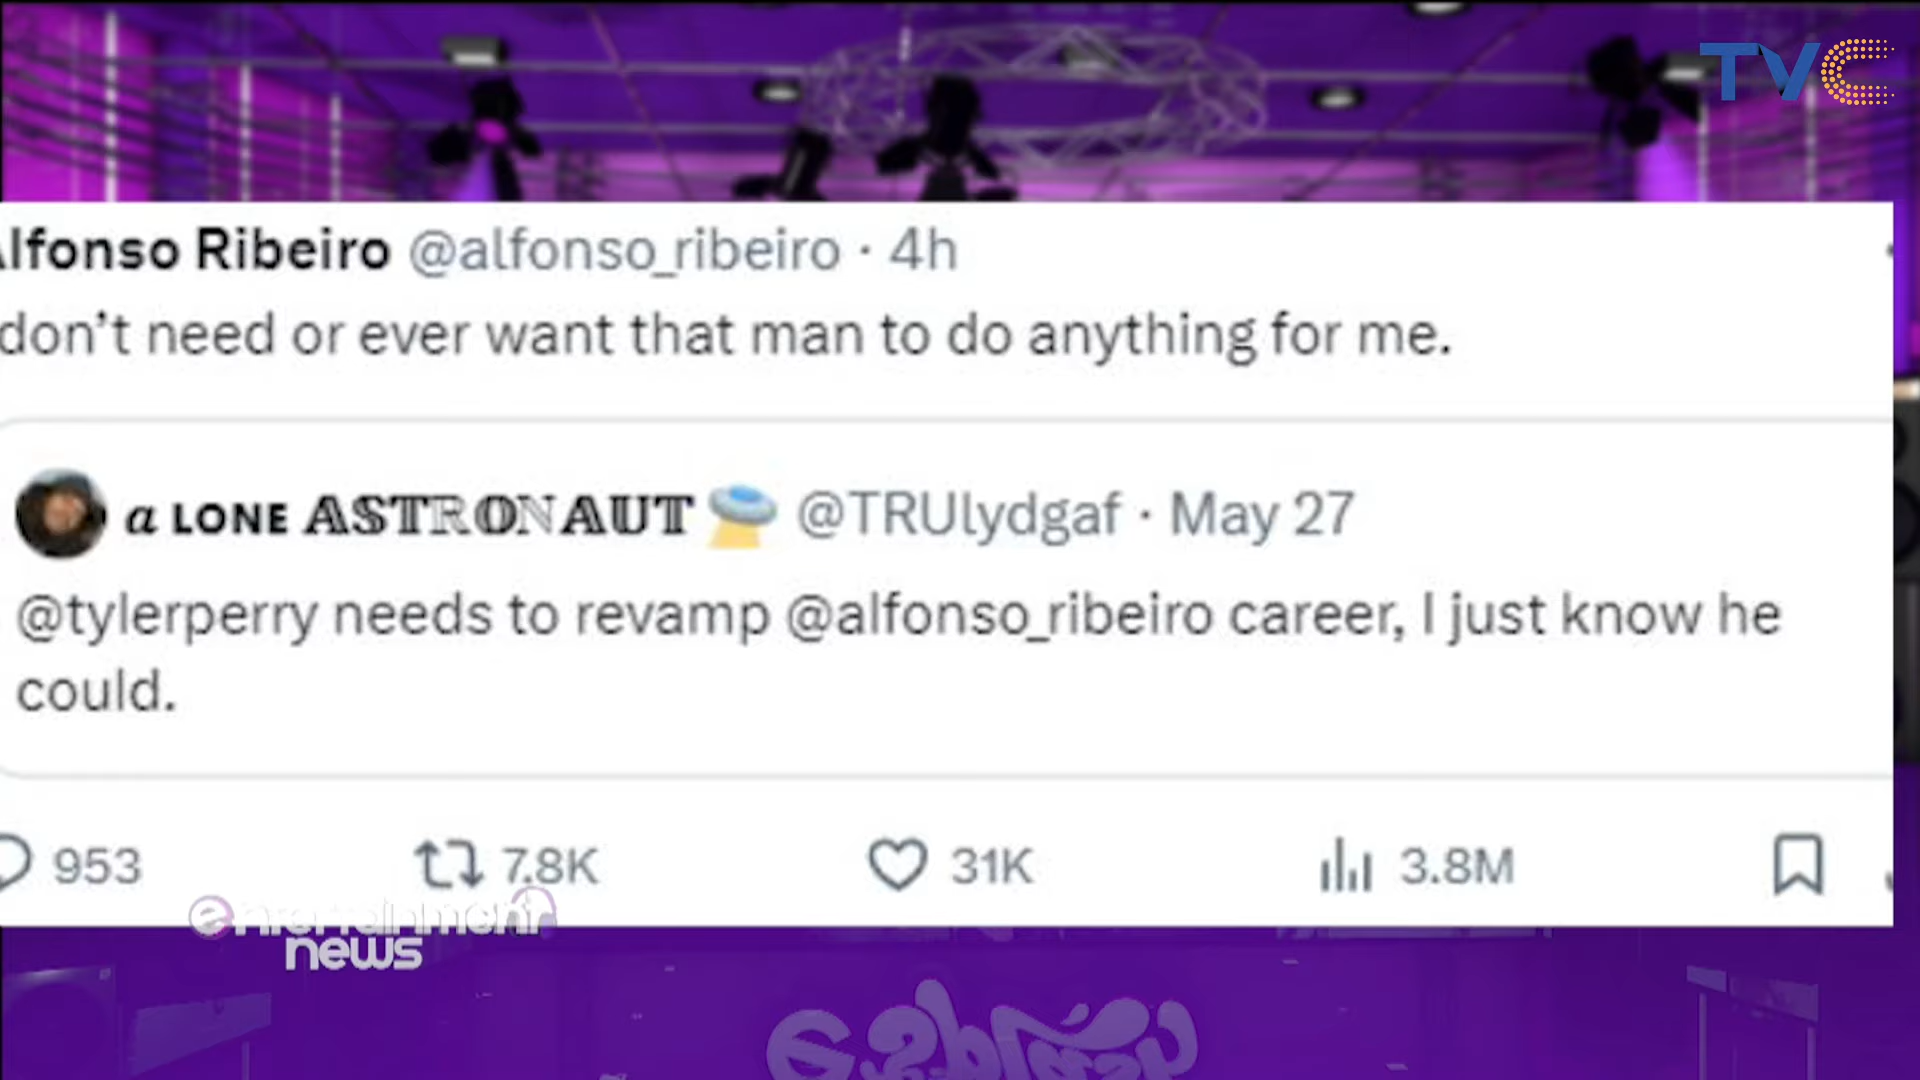 TVC
lfonso Ribeiro @alfonso_ribeiro · 4h
don't need or ever want that man to do anything for me.
α LONE ASTRONAUT 🛸 @TRUlydgaf · May 27
@tylerperry needs to revamp @alfonso_ribeiro career, I just know he
could.
953 7.8K 31K 3.8M
entertainment
news